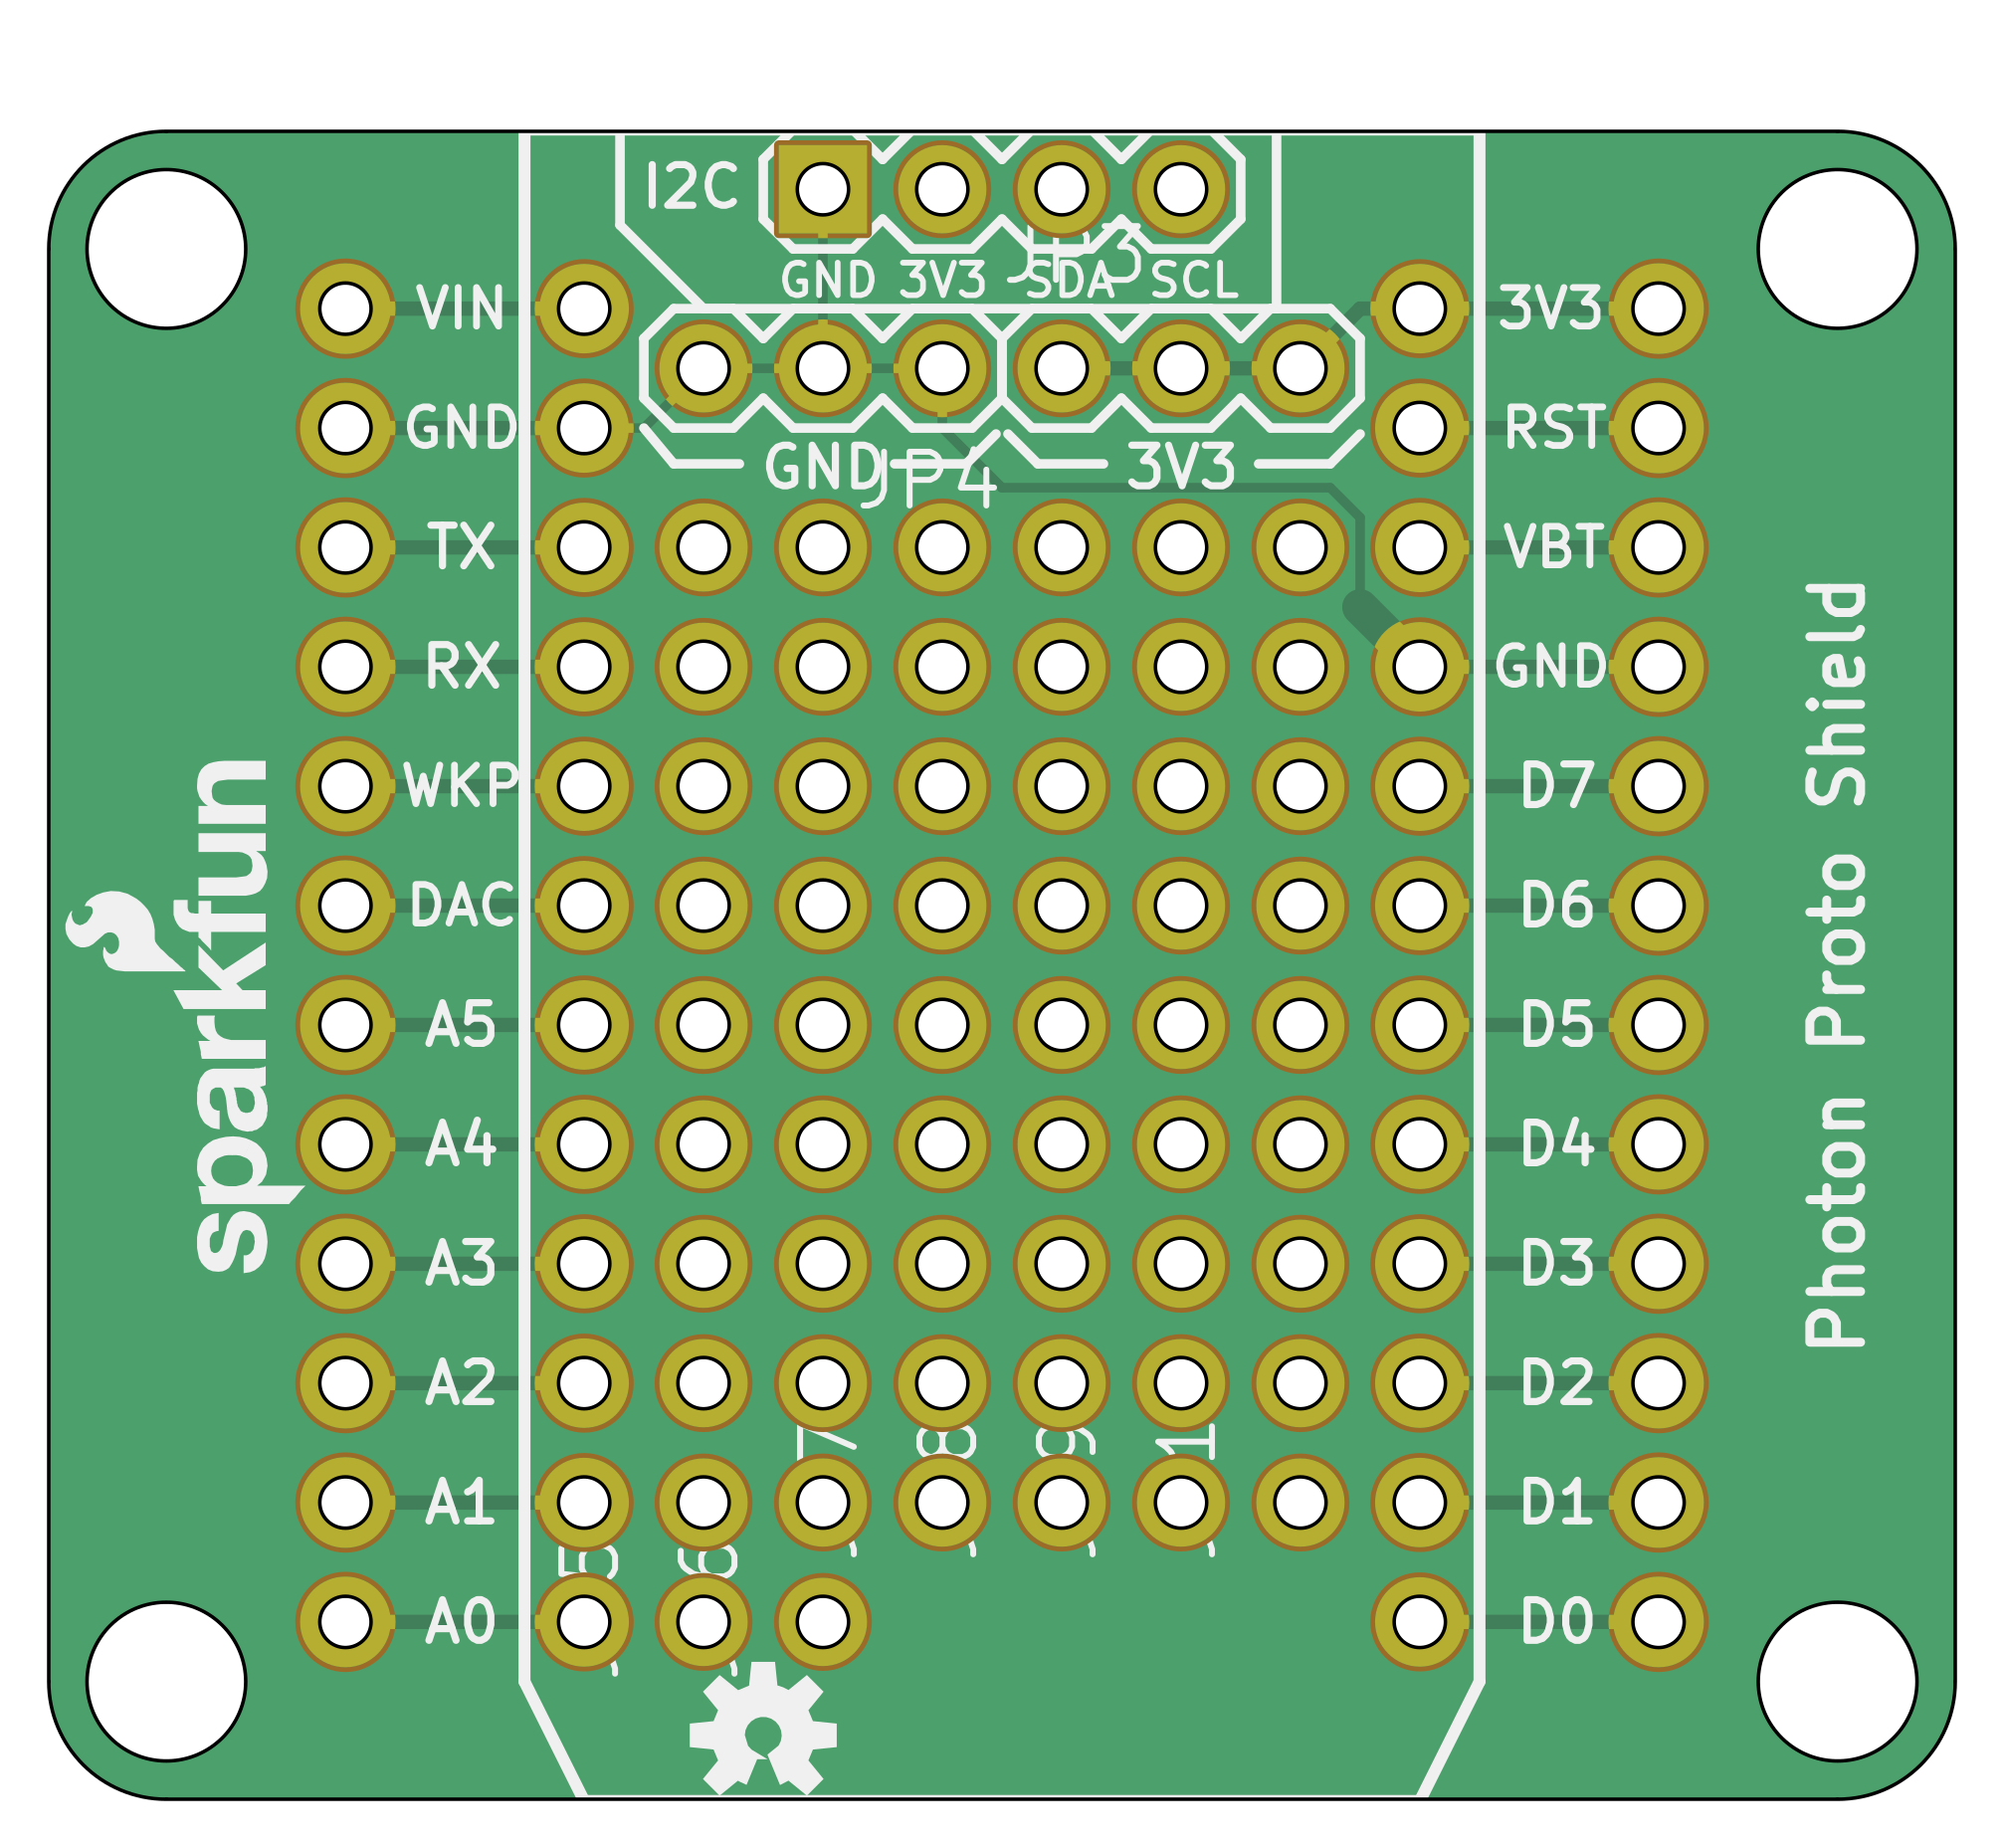 I2C
GND 3V3 SDA SCL
JP3
VIN
3V3
GND
RST
GND
JP4
3V3
TX
VBT
RX
GND
WKP
D7
DAC
D6
A5
D5
A4
D4
A3
D3
A2
D2
A1
D1
A0
D0
sparkfun
Photon Proto Shield